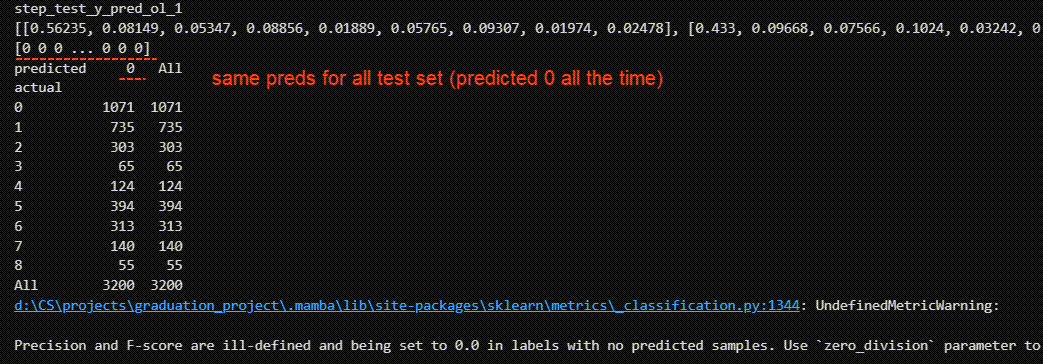 step_test_y_pred_ol_1
[[0.56235, 0.08149, 0.05347, 0.08856, 0.01889, 0.05765, 0.09307, 0.01974, 0.02478], [0.433, 0.09668, 0.07566, 0.1024, 0.03242, 0
[0 0 0 ... 0 0 0]
predicted 0 All
same preds for all test set (predicted 0 all the time)
actual
0 1071 1071
1 735 735
2 303 303
3 65 65
4 124 124
5 394 394
6 313 313
7 140 140
8 55 55
All 3200 3200
d:\CS\projects\graduation_project\.mamba\lib\site-packages\sklearn\metrics\_classification.py:1344: UndefinedMetricWarning:
Precision and F-score are ill-defined and being set to 0.0 in labels with no predicted samples. Use `zero_division` parameter to